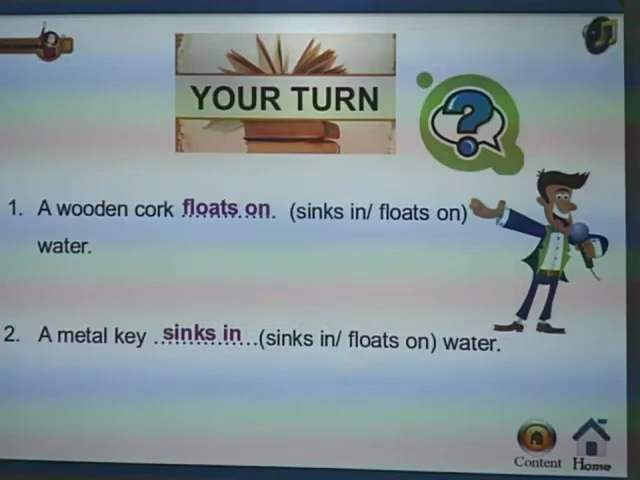 YOUR TURN
1. A wooden cork floats on. (sinks in/ floats on)
water.
2. A metal key ..sinks in...(sinks in/ floats on) water.
Content Home